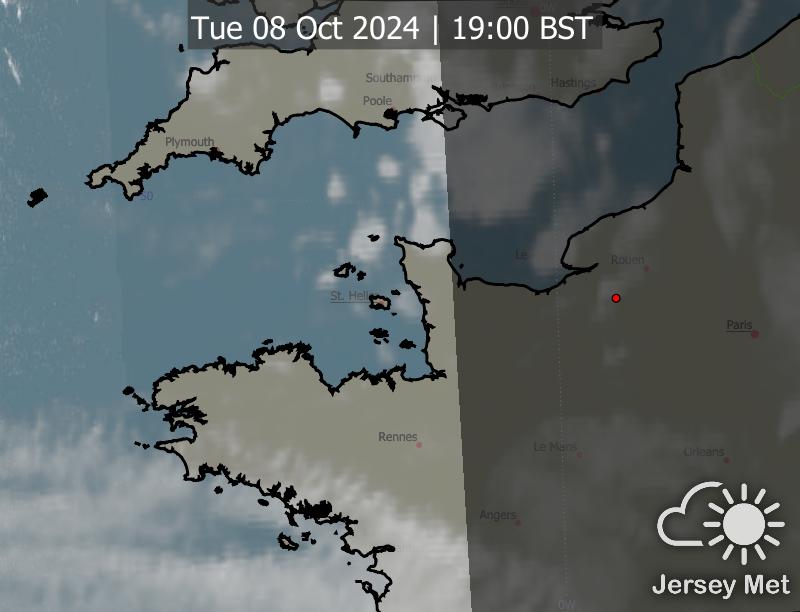 Tue 08 Oct 2024 | 19:00 BST
Hastings
Poole
Plymouth
50
Le
Rouen
St. Helier
Paris
Rennes
Le Mans
Orleans
Angers
Jersey Met
0W